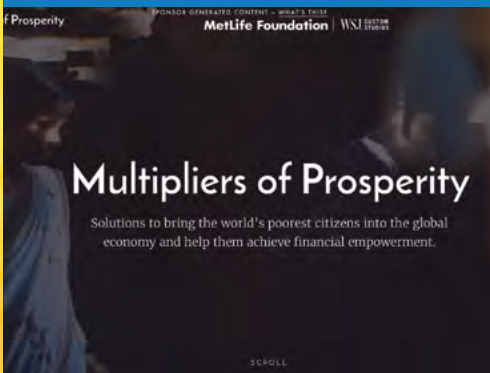 f Prosperity
SPONSOR GENERATED CONTENT – WHAT'S THIS?
MetLife Foundation | WSJ CUSTOM STUDIOS
Multipliers of Prosperity
Solutions to bring the world's poorest citizens into the global
economy and help them achieve financial empowerment.
SCROLL